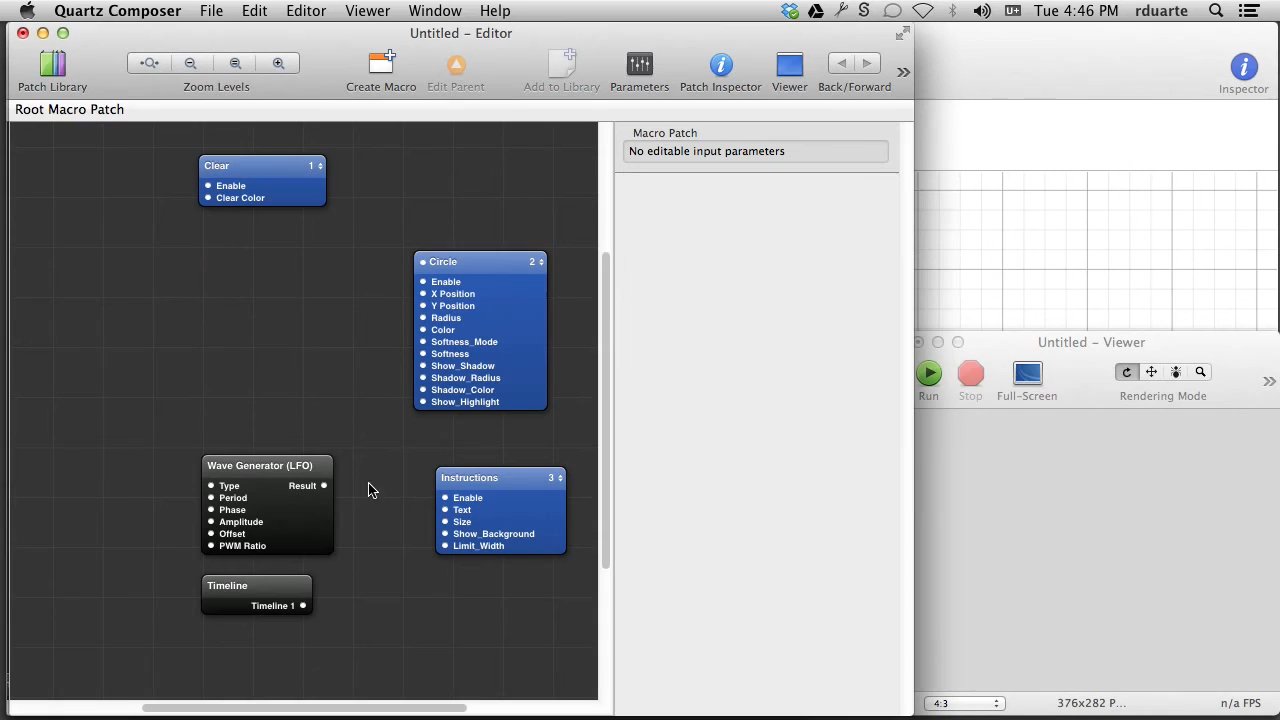 Quartz Composer File Edit Editor Viewer Window Help Tue 4:46 PM rduarte
Untitled – Editor
Patch Library Zoom Levels Create Macro Edit Parent Add to Library Parameters Patch Inspector Viewer Back/Forward
Inspector
Root Macro Patch
Macro Patch
No editable input parameters
Clear 1
Enable
Clear Color
Circle 2
Enable
X Position
Y Position
Radius
Color
Softness_Mode
Softness
Show_Shadow
Shadow_Radius
Shadow_Color
Show_Highlight
Wave Generator (LFO)
Type Result
Period
Phase
Amplitude
Offset
PWM Ratio
Instructions 3
Enable
Text
Size
Show_Background
Limit_Width
Timeline
Timeline 1
Untitled – Viewer
Run Stop Full-Screen Rendering Mode
4:3 376x282 P... n/a FPS